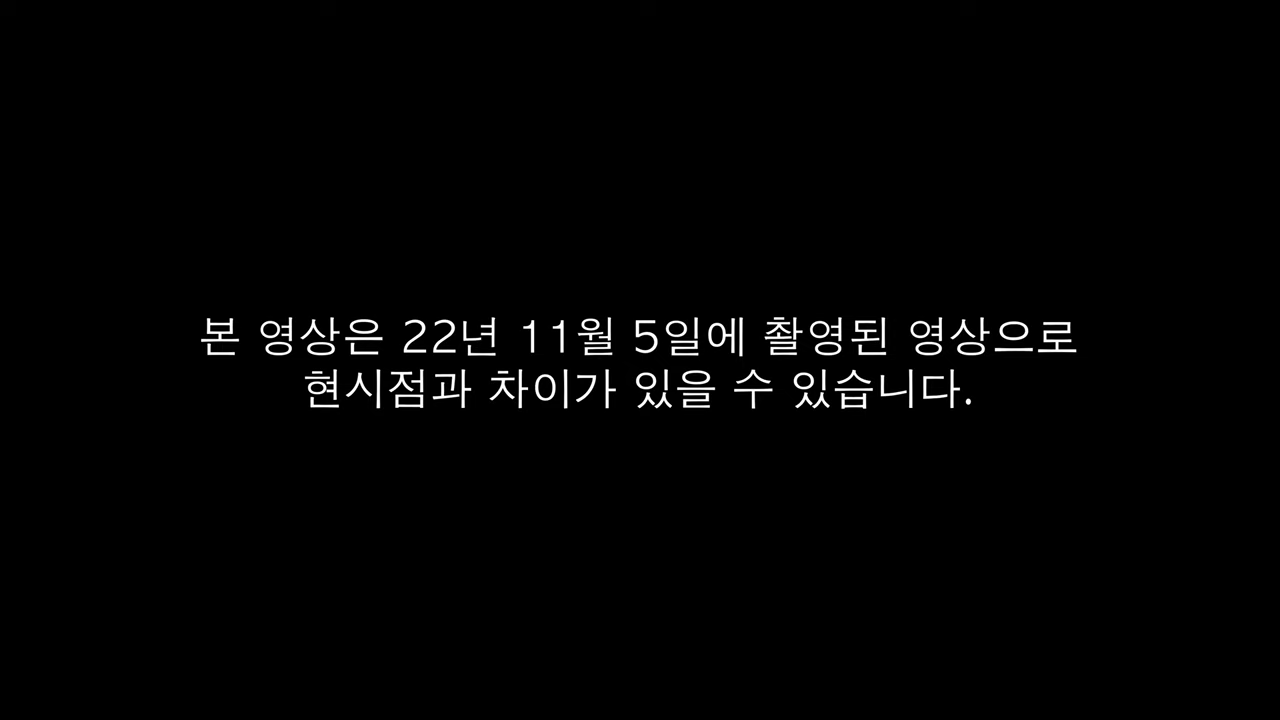 본 영상은 22년 11월 5일에 촬영된 영상으로
현시점과 차이가 있을 수 있습니다.